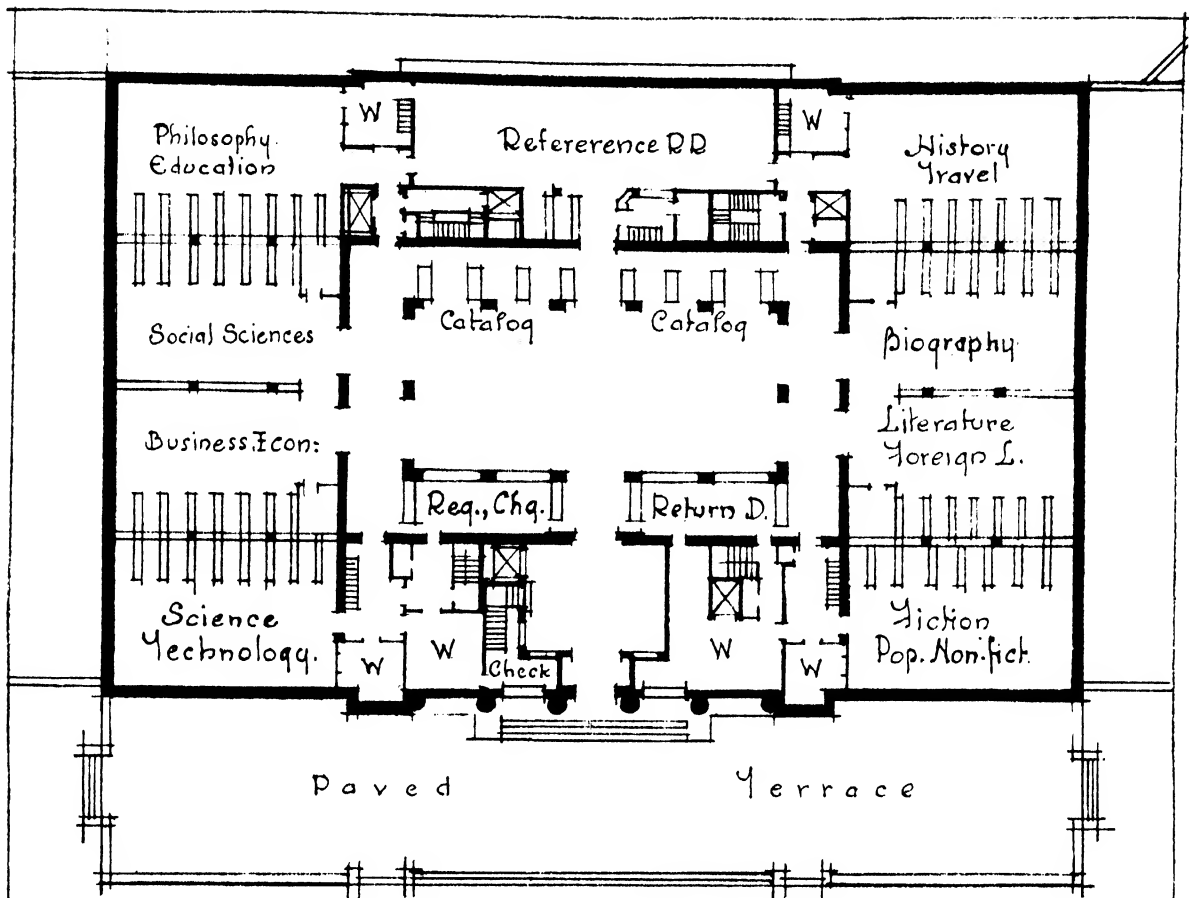 W
W
Refererence RD
Philosophy.
Education
History
Travel
Catalog
Catalog
Social Sciences
Biography
Business.Econ:
Literature
Foreign L.
Req., Chg.
Return D.
Science
Technology.
Fiction
Pop. Non.fict.
W
W
Check
W
W
Paved Terrace